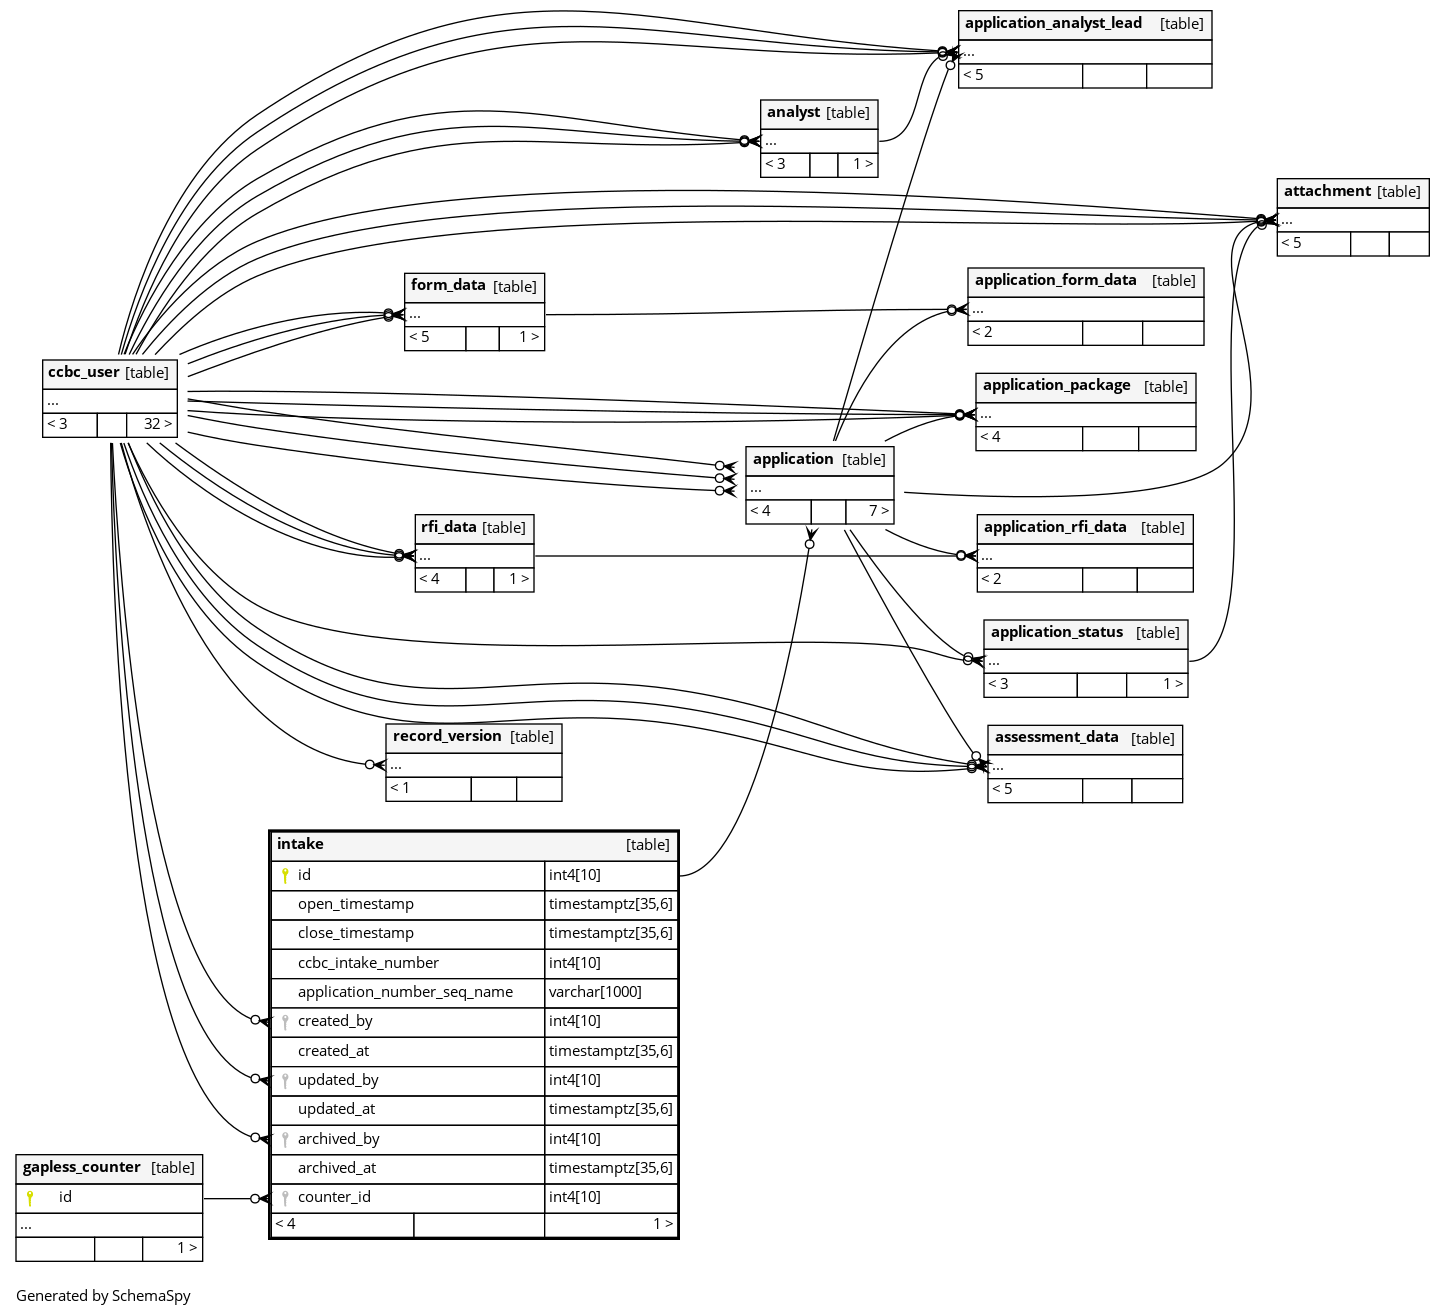 application_analyst_lead [table]
...
< 5
analyst [table]
...
< 3 1 >
attachment [table]
...
< 5
form_data [table]
...
< 5 1 >
application_form_data [table]
...
< 2
ccbc_user [table]
...
< 3 32 >
application_package [table]
...
< 4
application [table]
...
< 4 7 >
rfi_data [table]
...
< 4 1 >
application_rfi_data [table]
...
< 2
application_status [table]
...
< 3 1 >
record_version [table]
...
< 1
assessment_data [table]
...
< 5
intake [table]
id int4[10]
open_timestamp timestamptz[35,6]
close_timestamp timestamptz[35,6]
ccbc_intake_number int4[10]
application_number_seq_name varchar[1000]
created_by int4[10]
created_at timestamptz[35,6]
updated_by int4[10]
updated_at timestamptz[35,6]
archived_by int4[10]
archived_at timestamptz[35,6]
counter_id int4[10]
< 4 1 >
gapless_counter [table]
id
...
1 >
Generated by SchemaSpy